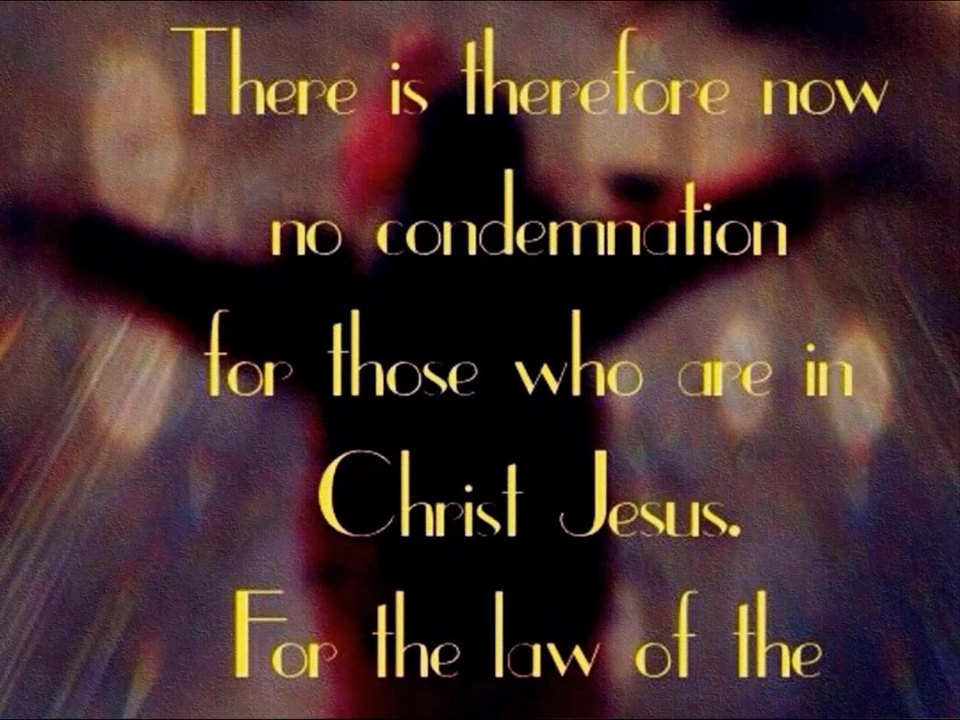 There is therefore now
no condemnation
for those who are in
Christ Jesus.
For the law of the